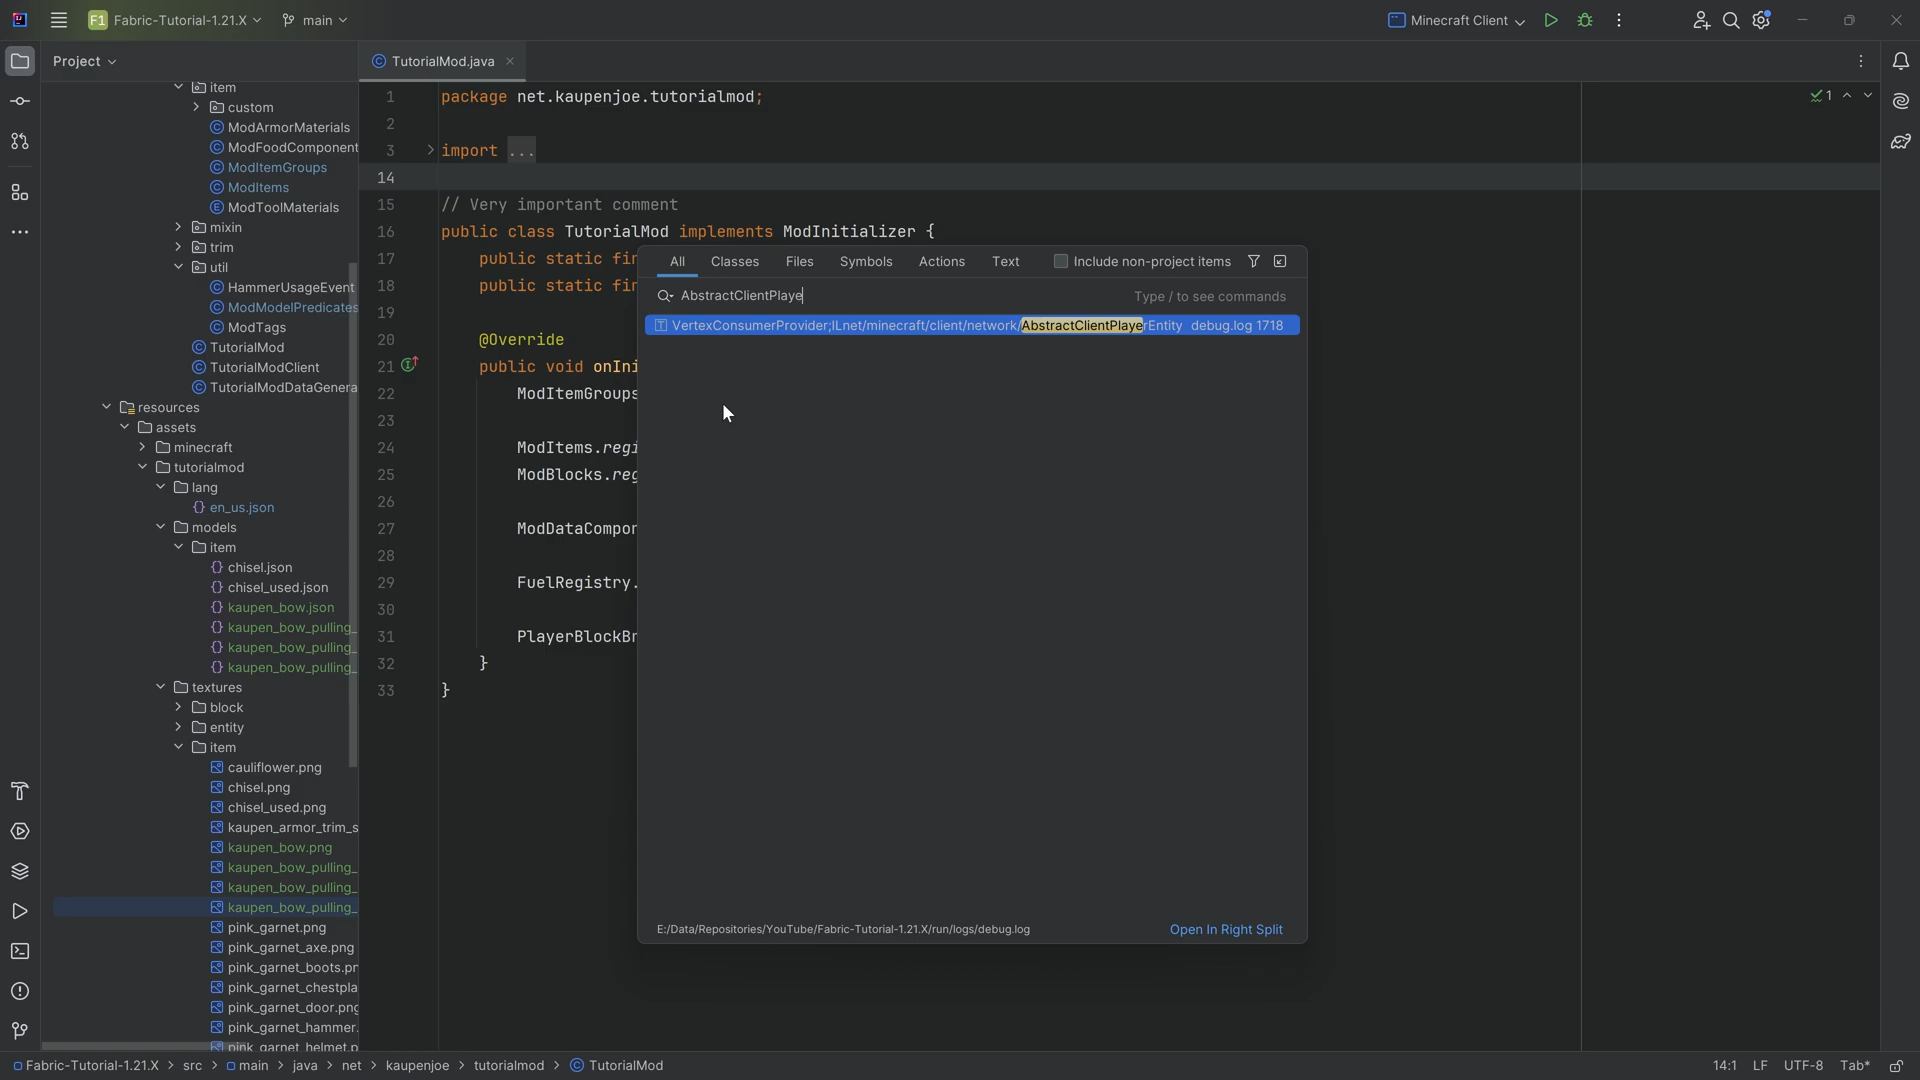 F1 Fabric-Tutorial-1.21.X main Minecraft Client
Project
TutorialMod.java
item
custom
ModArmorMaterials
ModFoodComponent
ModItemGroups
ModItems
ModToolMaterials
mixin
trim
util
HammerUsageEvent
ModModelPredicates
ModTags
TutorialMod
TutorialModClient
TutorialModDataGenera
resources
assets
minecraft
tutorialmod
lang
en_us.json
models
item
chisel.json
chisel_used.json
kaupen_bow.json
kaupen_bow_pulling_
kaupen_bow_pulling_
kaupen_bow_pulling_
textures
block
entity
item
cauliflower.png
chisel.png
chisel_used.png
kaupen_armor_trim_s
kaupen_bow.png
kaupen_bow_pulling_
kaupen_bow_pulling_
kaupen_bow_pulling_
pink_garnet.png
pink_garnet_axe.png
pink_garnet_boots.pn
pink_garnet_chestpla
pink_garnet_door.png
pink_garnet_hammer.
pink_garnet_helmet.p
1 package net.kaupenjoe.tutorialmod;
2
3 import ...
14
15 // Very important comment
16 public class TutorialMod implements ModInitializer {
17 public static fin
18 public static fin
19
20 @Override
21 public void onIni
22 ModItemGroups
23
24 ModItems.regi
25 ModBlocks.reg
26
27 ModDataCompon
28
29 FuelRegistry.
30
31 PlayerBlockBr
32 }
33 }
1
All Classes Files Symbols Actions Text Include non-project items
AbstractClientPlaye Type / to see commands
VertexConsumerProvider;ILnet/minecraft/client/network/AbstractClientPlayerEntity debug.log 1718
E:/Data/Repositories/YouTube/Fabric-Tutorial-1.21.X/run/logs/debug.log Open In Right Split
Fabric-Tutorial-1.21.X > src > main > java > net > kaupenjoe > tutorialmod > TutorialMod 14:1 LF UTF-8 Tab*